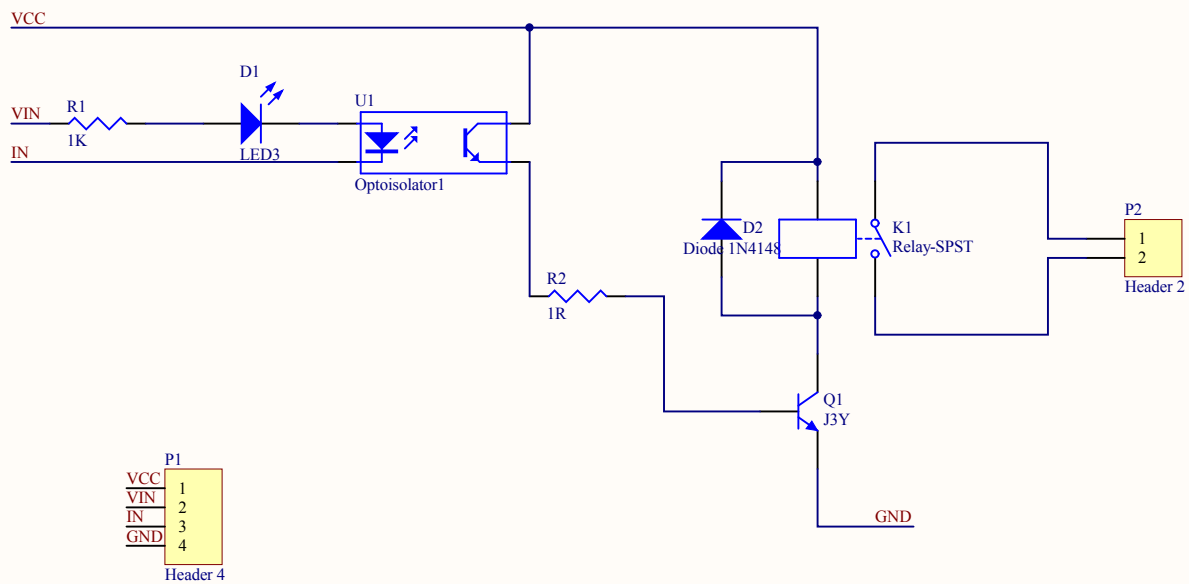 VCC
D1
R1
U1
VIN
1K
IN
LED3
Optoisolator1
P2
D2
K1
1
Diode 1N4148
Relay-SPST
2
R2
Header 2
1R
Q1
J3Y
P1
VCC
1
VIN
2
IN
3
GND
GND
4
Header 4